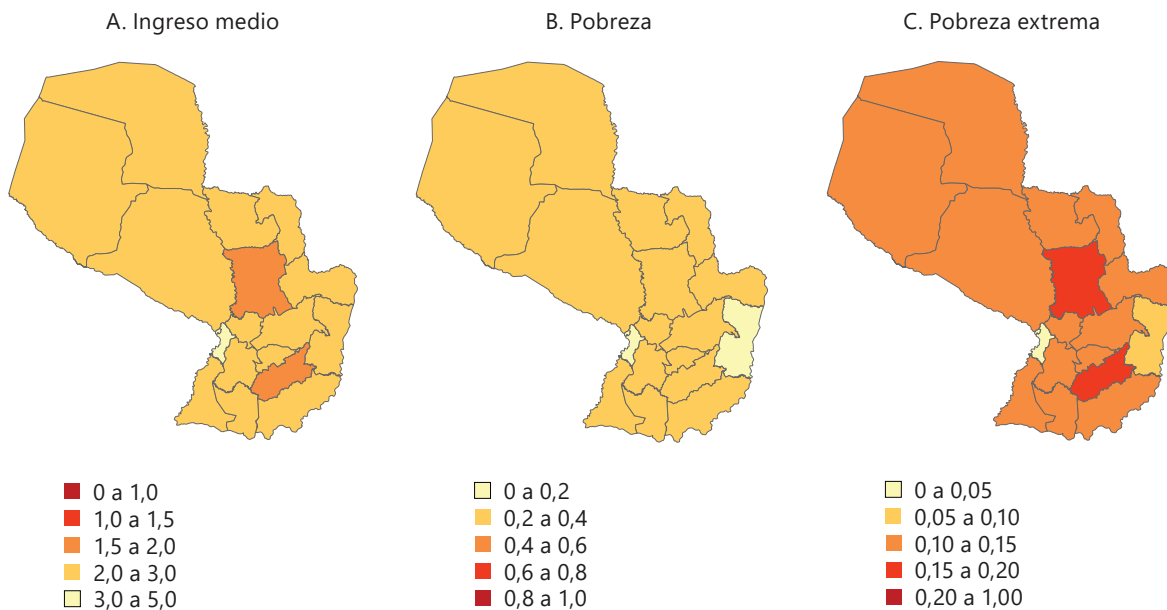 A. Ingreso medio
B. Pobreza
C. Pobreza extrema
0 a 1,0
1,0 a 1,5
1,5 a 2,0
2,0 a 3,0
3,0 a 5,0
0 a 0,2
0,2 a 0,4
0,4 a 0,6
0,6 a 0,8
0,8 a 1,0
0 a 0,05
0,05 a 0,10
0,10 a 0,15
0,15 a 0,20
0,20 a 1,00